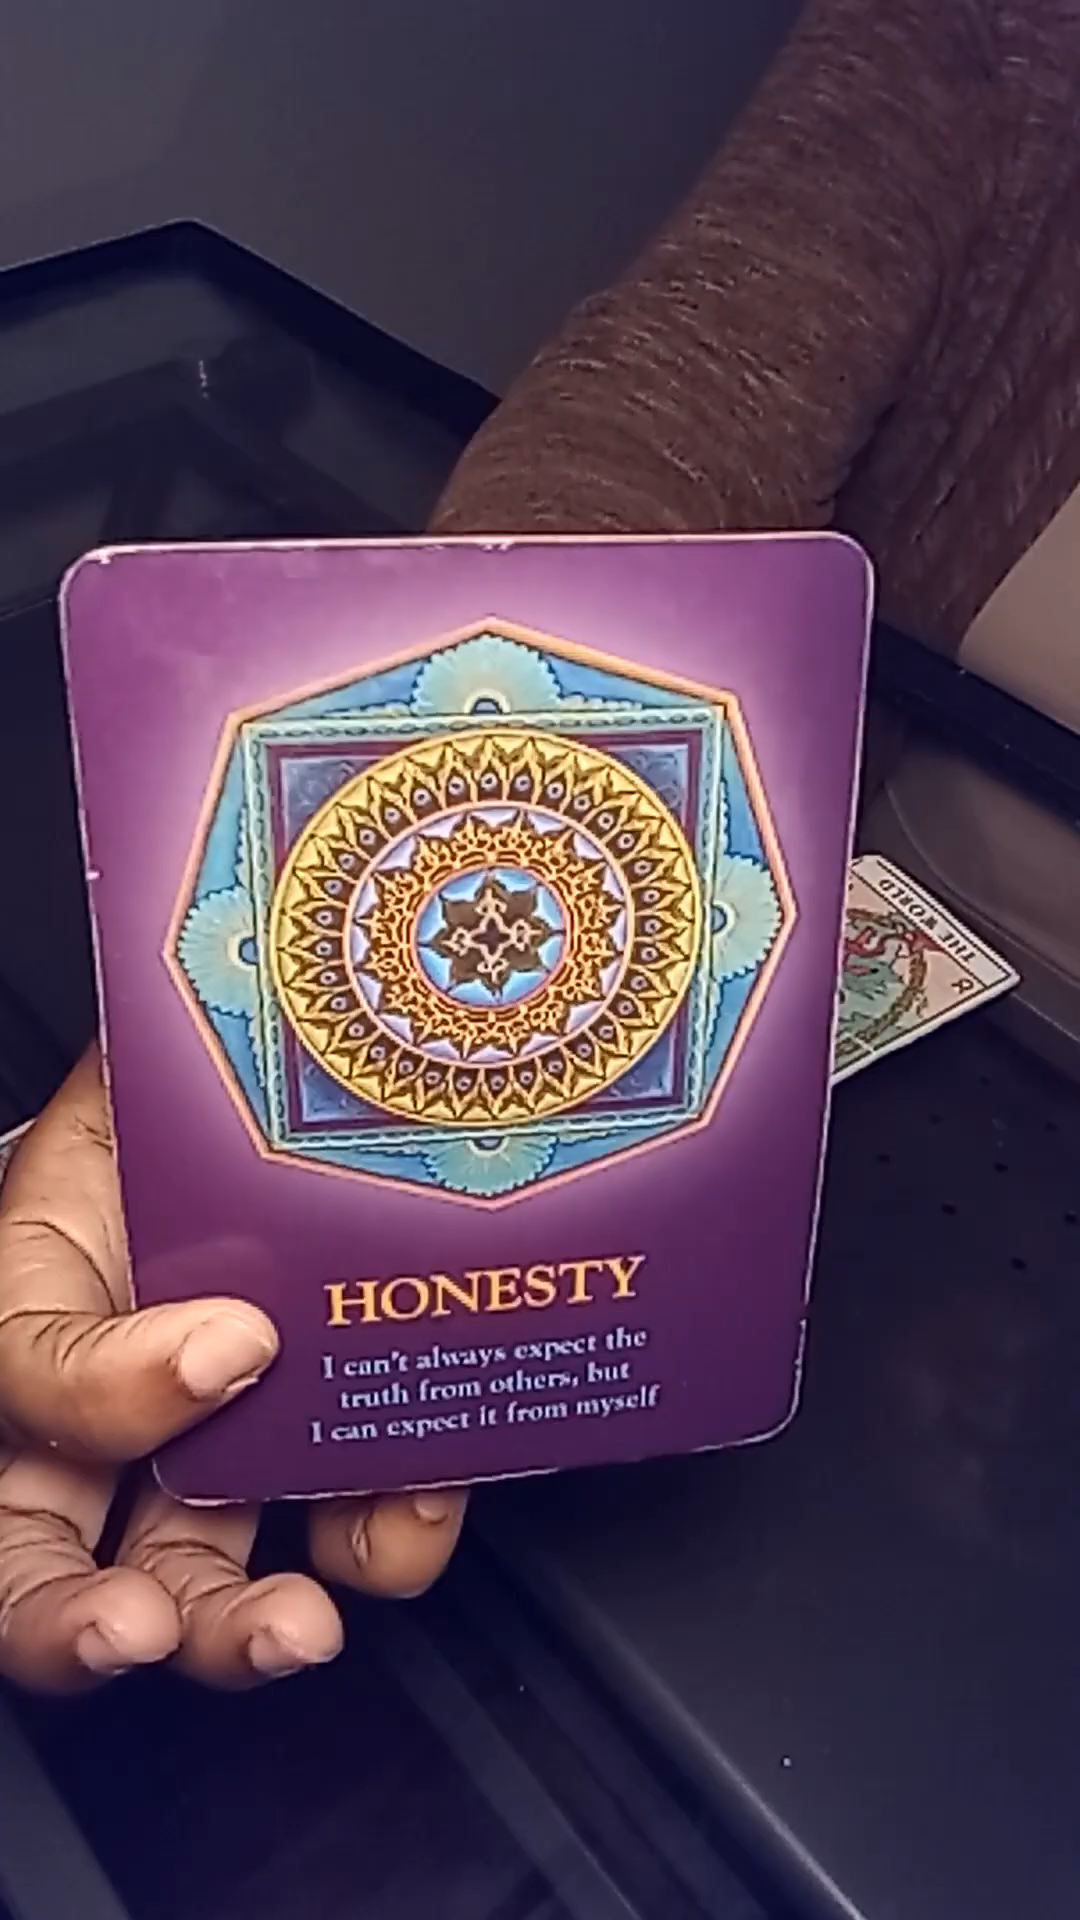 HONESTY
I can't always expect the
truth from others, but
I can expect it from myself
THE WORLD